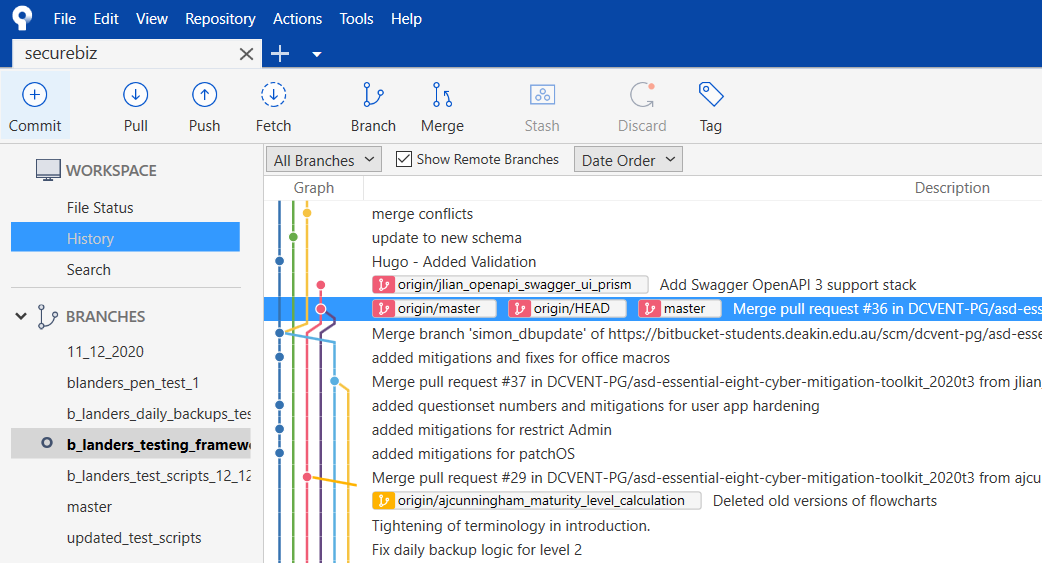 File Edit View Repository Actions Tools Help
securebiz
Commit Pull Push Fetch Branch Merge Stash Discard Tag
WORKSPACE
File Status
History
Search
BRANCHES
11_12_2020
blanders_pen_test_1
b_landers_daily_backups_tes
b_landers_testing_framew
b_landers_test_scripts_12_12
master
updated_test_scripts
All Branches Show Remote Branches Date Order
Graph Description
merge conflicts
update to new schema
Hugo - Added Validation
origin/jlian_openapi_swagger_ui_prism Add Swagger OpenAPI 3 support stack
origin/master origin/HEAD master Merge pull request #36 in DCVENT-PG/asd-ess
Merge branch 'simon_dbupdate' of https://bitbucket-students.deakin.edu.au/scm/dcvent-pg/asd-esse
added mitigations and fixes for office macros
Merge pull request #37 in DCVENT-PG/asd-essential-eight-cyber-mitigation-toolkit_2020t3 from jlian
added questionset numbers and mitigations for user app hardening
added mitigations for restrict Admin
added mitigations for patchOS
Merge pull request #29 in DCVENT-PG/asd-essential-eight-cyber-mitigation-toolkit_2020t3 from ajcu
origin/ajcunningham_maturity_level_calculation Deleted old versions of flowcharts
Tightening of terminology in introduction.
Fix daily backup logic for level 2